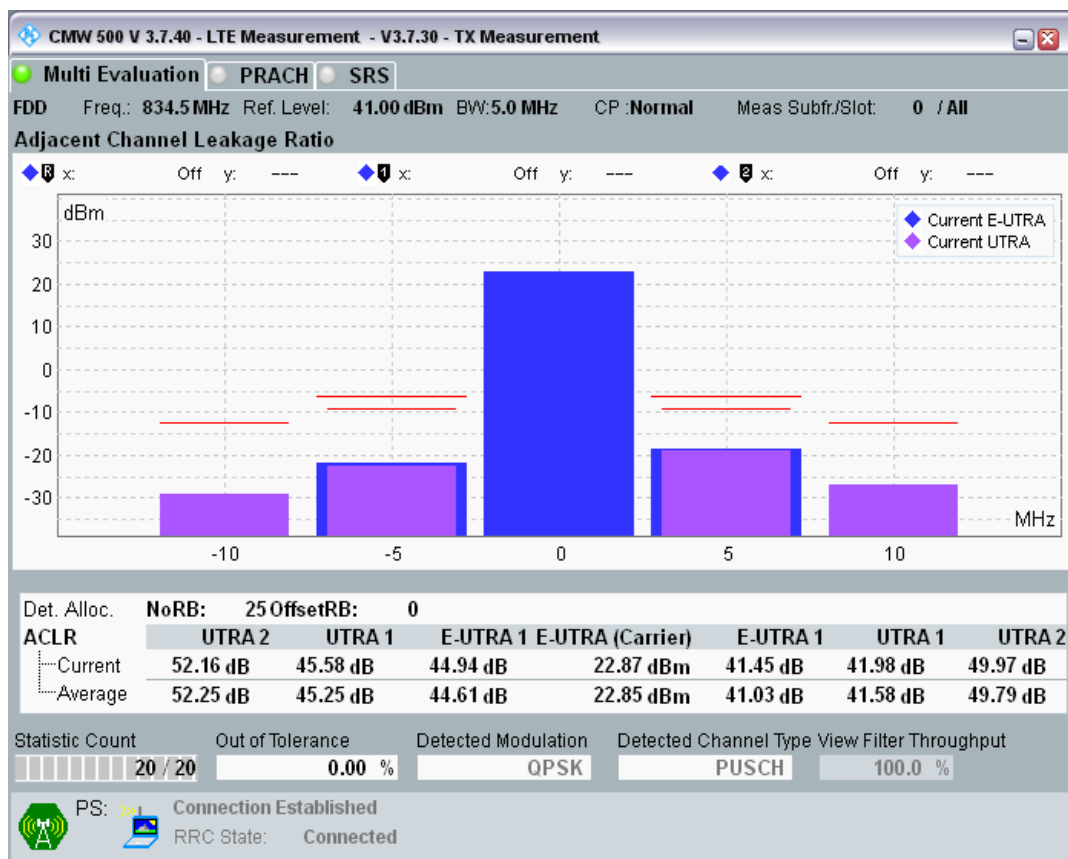 CMW 500 V 3.7.40 - LTE Measurement - V3.7.30 - TX Measurement
Multi Evaluation PRACH SRS
FDD Freq.: 834.5 MHz Ref. Level: 41.00 dBm BW:5.0 MHz CP :Normal Meas Subfr./Slot: 0 / All
Adjacent Channel Leakage Ratio
R x: Off y: --- 1 x: Off y: --- 2 x: Off y: ---
dBm
Current E-UTRA
Current UTRA
30
20
10
0
-10
-20
-30
MHz
-10 -5 0 5 10
Det. Alloc. NoRB: 25 OffsetRB: 0
ACLR UTRA 2 UTRA 1 E-UTRA 1 E-UTRA (Carrier) E-UTRA 1 UTRA 1 UTRA 2
Current 52.16 dB 45.58 dB 44.94 dB 22.87 dBm 41.45 dB 41.98 dB 49.97 dB
Average 52.25 dB 45.25 dB 44.61 dB 22.85 dBm 41.03 dB 41.58 dB 49.79 dB
Statistic Count Out of Tolerance Detected Modulation Detected Channel Type View Filter Throughput
20 / 20 0.00 % QPSK PUSCH 100.0 %
PS: Connection Established
RRC State: Connected